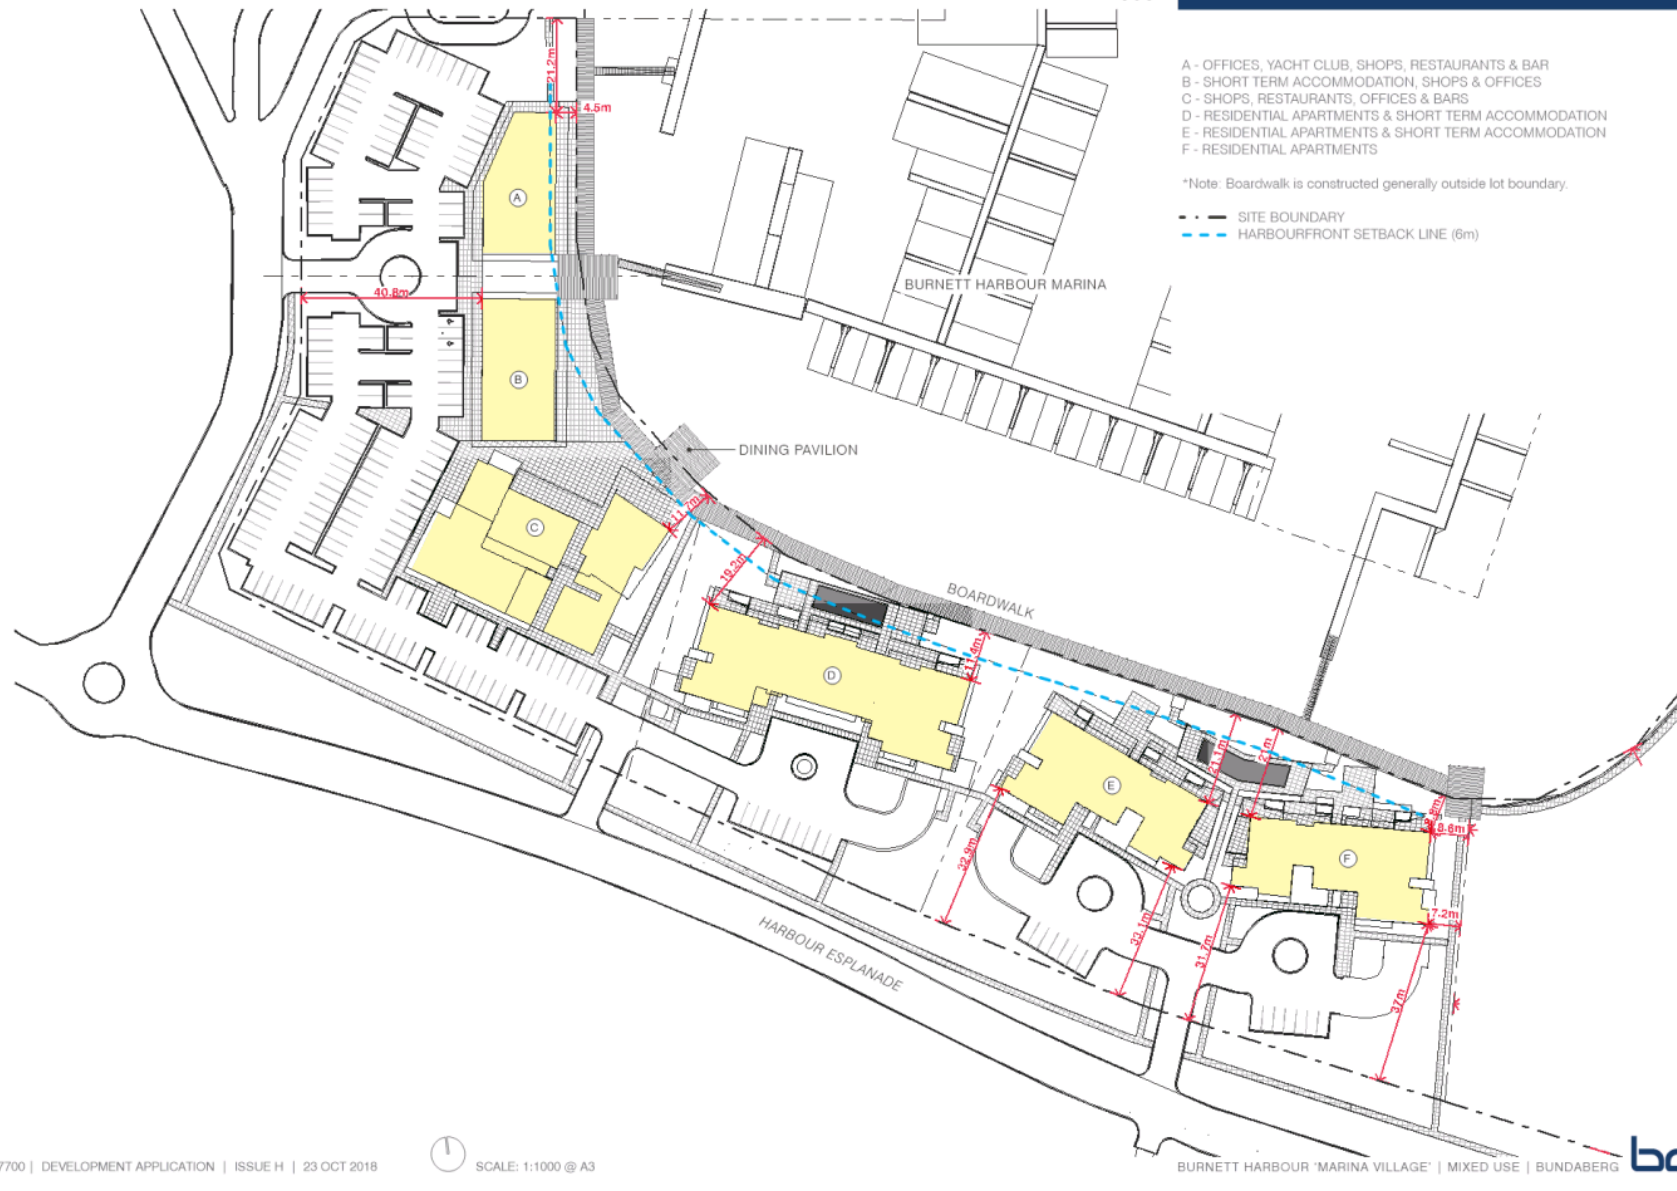 A - OFFICES, YACHT CLUB, SHOPS, RESTAURANTS & BAR
B - SHORT TERM ACCOMMODATION, SHOPS & OFFICES
C - SHOPS, RESTAURANTS, OFFICES & BARS
D - RESIDENTIAL APARTMENTS & SHORT TERM ACCOMMODATION
E - RESIDENTIAL APARTMENTS & SHORT TERM ACCOMMODATION
F - RESIDENTIAL APARTMENTS
*Note: Boardwalk is constructed generally outside lot boundary.
SITE BOUNDARY
HARBOURFRONT SETBACK LINE (6m)
21.2m
4.5m
A
BURNETT HARBOUR MARINA
40.8m
B
DINING PAVILION
11.7m
C
19.2m
BOARDWALK
11.4m
D
21.1m
21m
E
8.6m
32.9m
F
7.2m
HARBOUR ESPLANADE
33.1m
31.7m
37m
7700 | DEVELOPMENT APPLICATION | ISSUE H | 23 OCT 2018
SCALE: 1:1000 @ A3
BURNETT HARBOUR 'MARINA VILLAGE' | MIXED USE | BUNDABERG